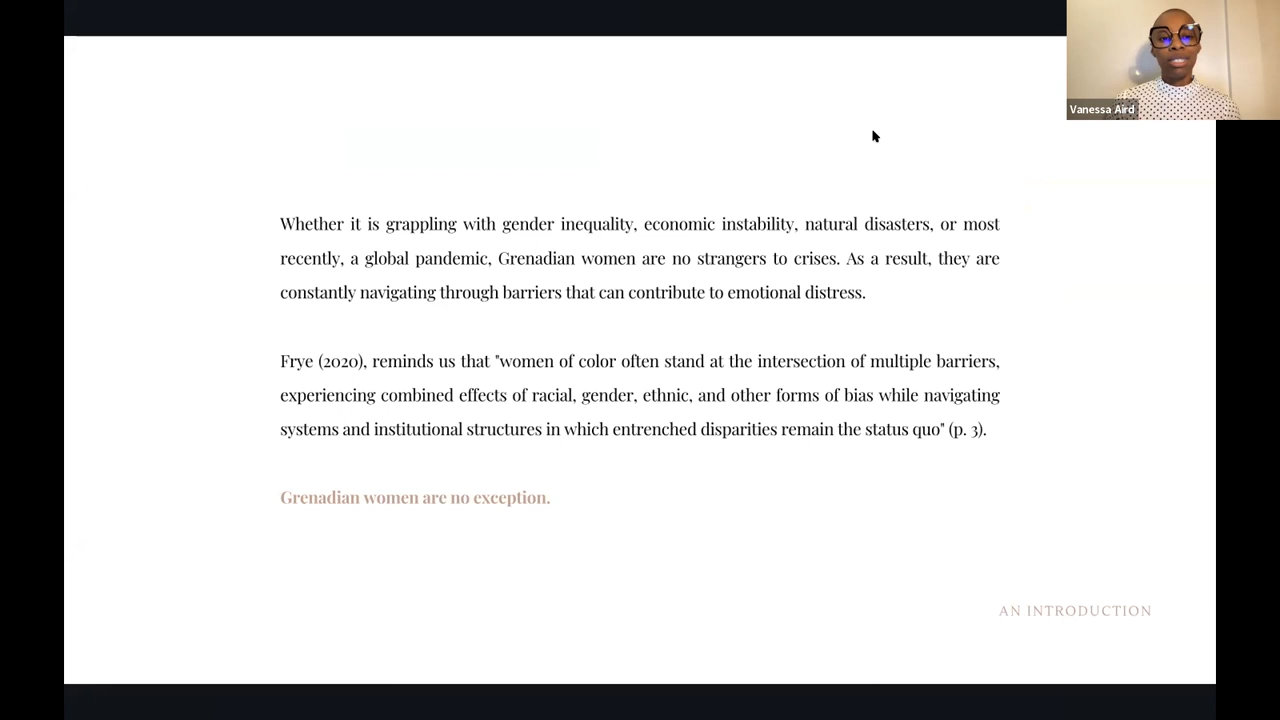 Vanessa Aird
Whether it is grappling with gender inequality, economic instability, natural disasters, or most
recently, a global pandemic, Grenadian women are no strangers to crises. As a result, they are
constantly navigating through barriers that can contribute to emotional distress.
Frye (2020), reminds us that "women of color often stand at the intersection of multiple barriers,
experiencing combined effects of racial, gender, ethnic, and other forms of bias while navigating
systems and institutional structures in which entrenched disparities remain the status quo" (p. 3).
Grenadian women are no exception.
AN INTRODUCTION